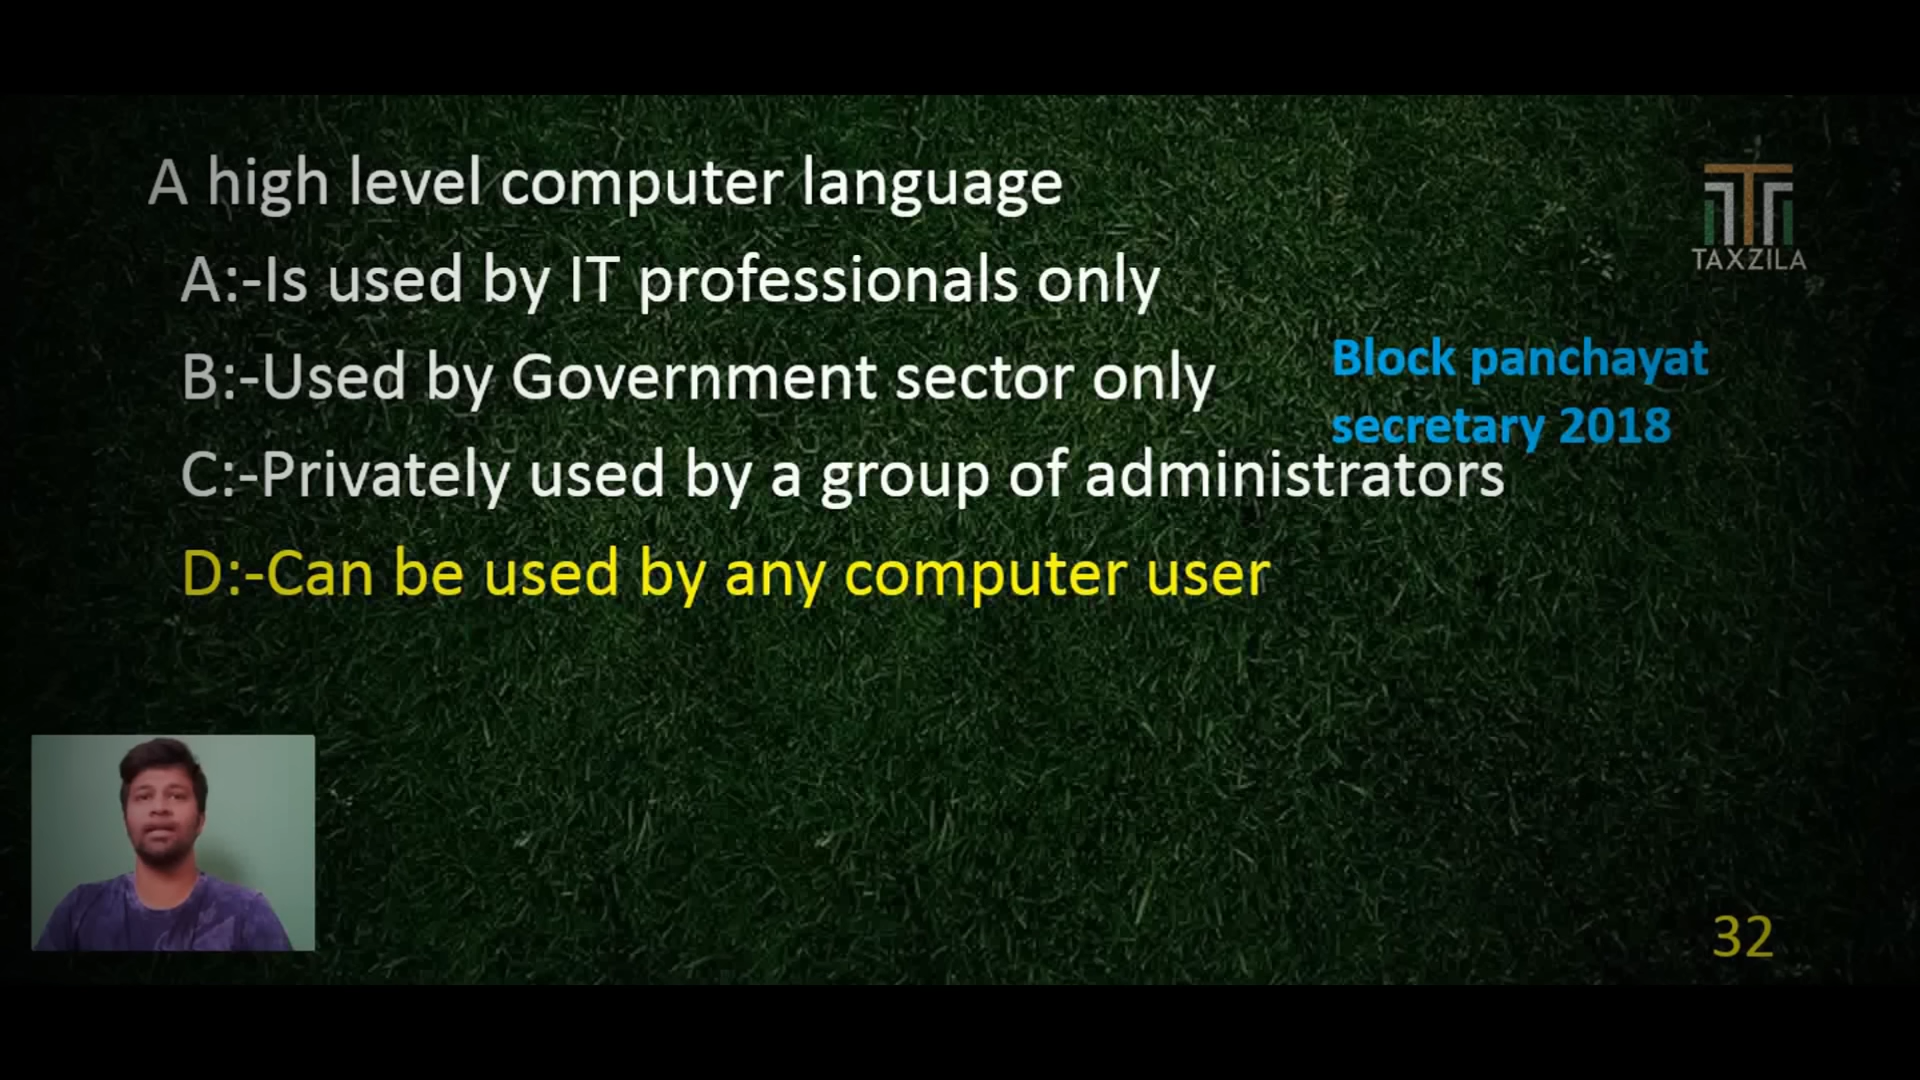 A high level computer language
A:-Is used by IT professionals only
B:-Used by Government sector only
C:-Privately used by a group of administrators
D:-Can be used by any computer user
Block panchayat
secretary 2018
TAXZILA
32